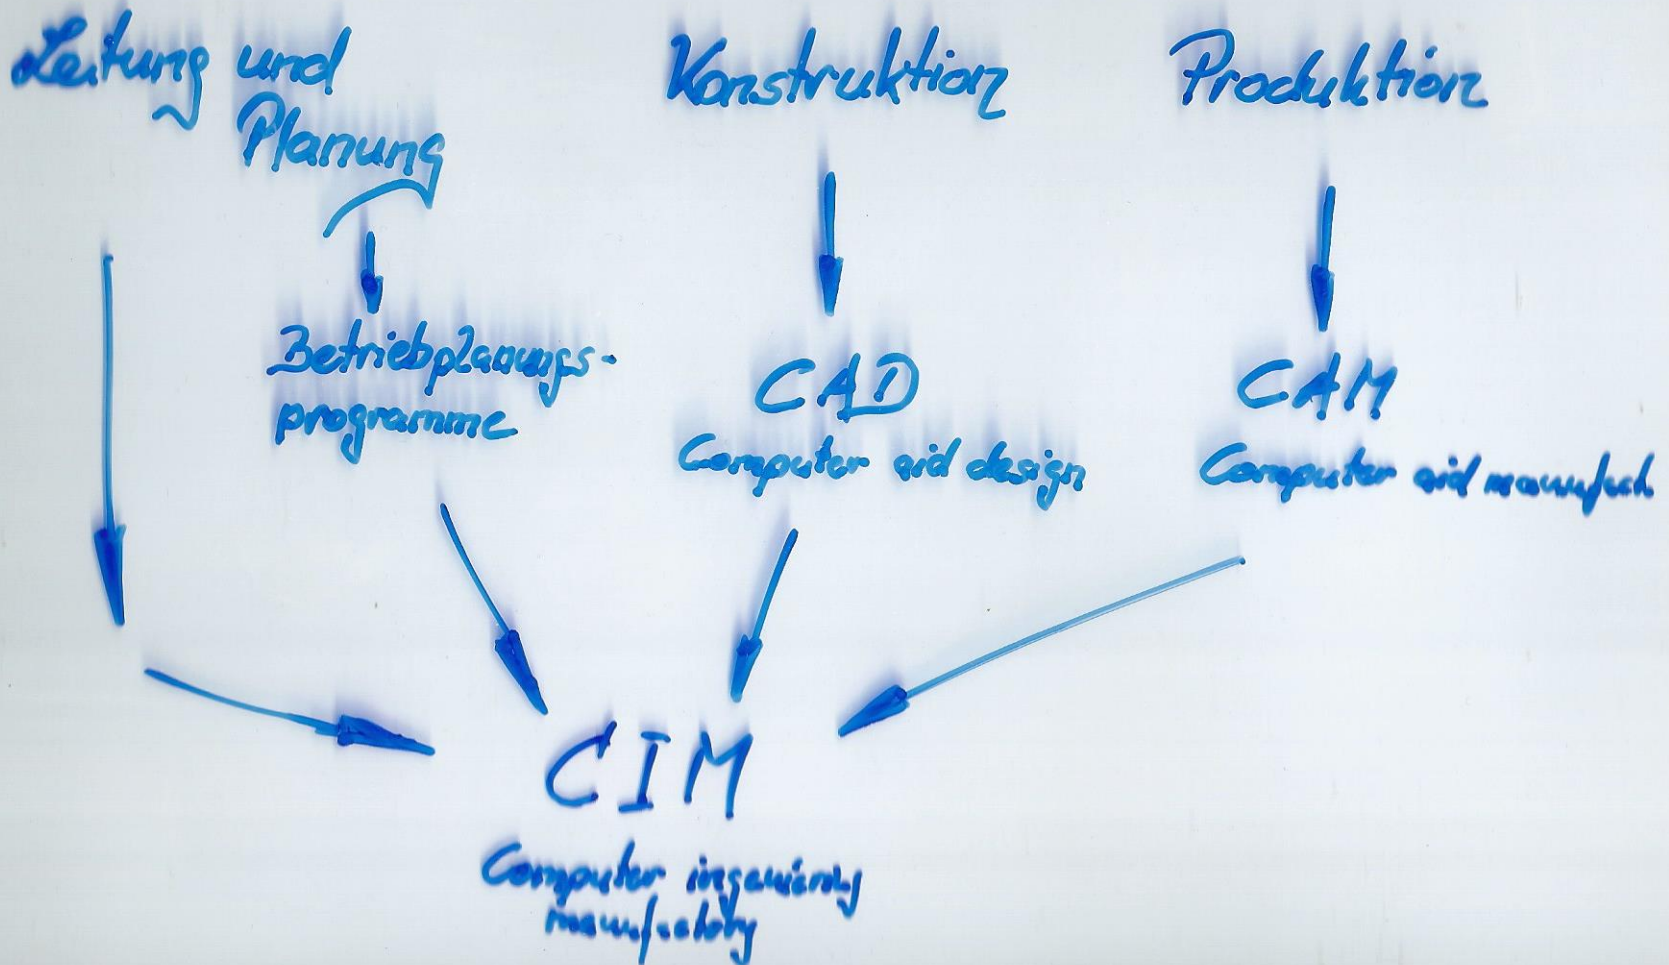 Leitung und
Planung
Konstruktion
Produktion
Betriebplanungs-
programme
CAD
Computer aid design
CAM
Computer aid
CIM
Computer